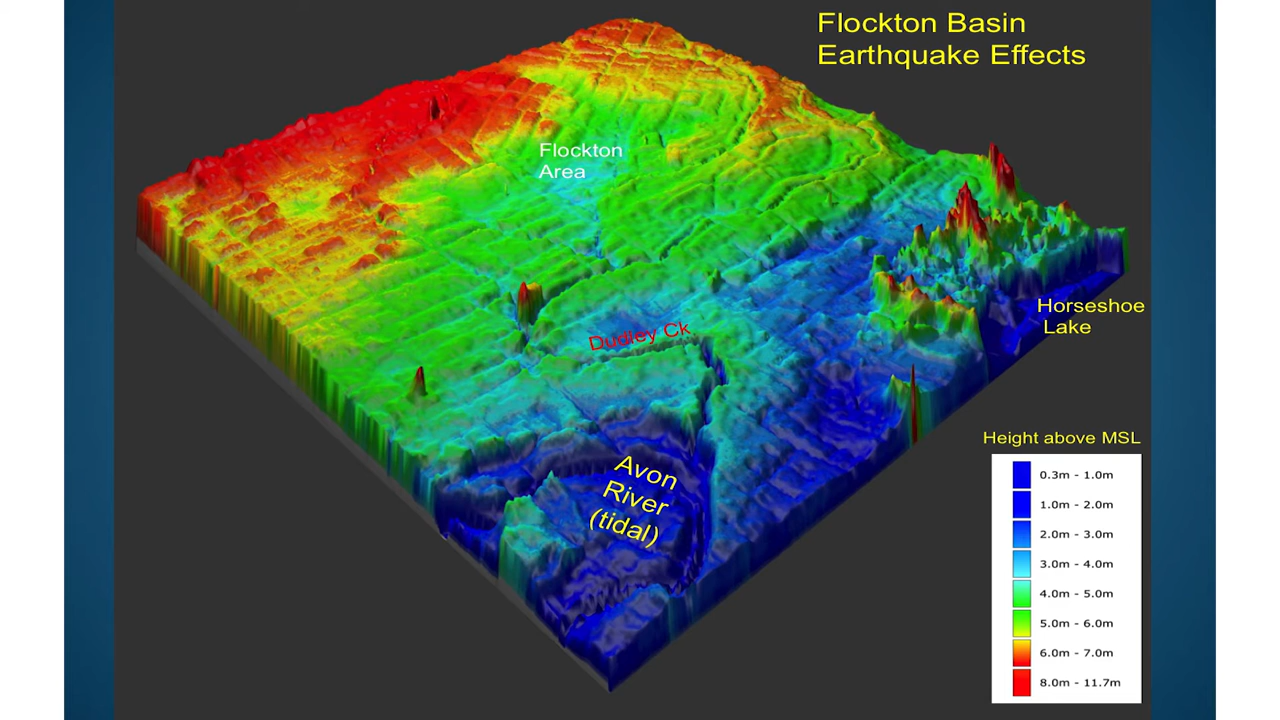 Flockton Basin
Earthquake Effects
Flockton
Area
Horseshoe
Lake
Dudley Ck
Avon
River
(tidal)
Height above MSL
0.3m - 1.0m
1.0m - 2.0m
2.0m - 3.0m
3.0m - 4.0m
4.0m - 5.0m
5.0m - 6.0m
6.0m - 7.0m
8.0m - 11.7m